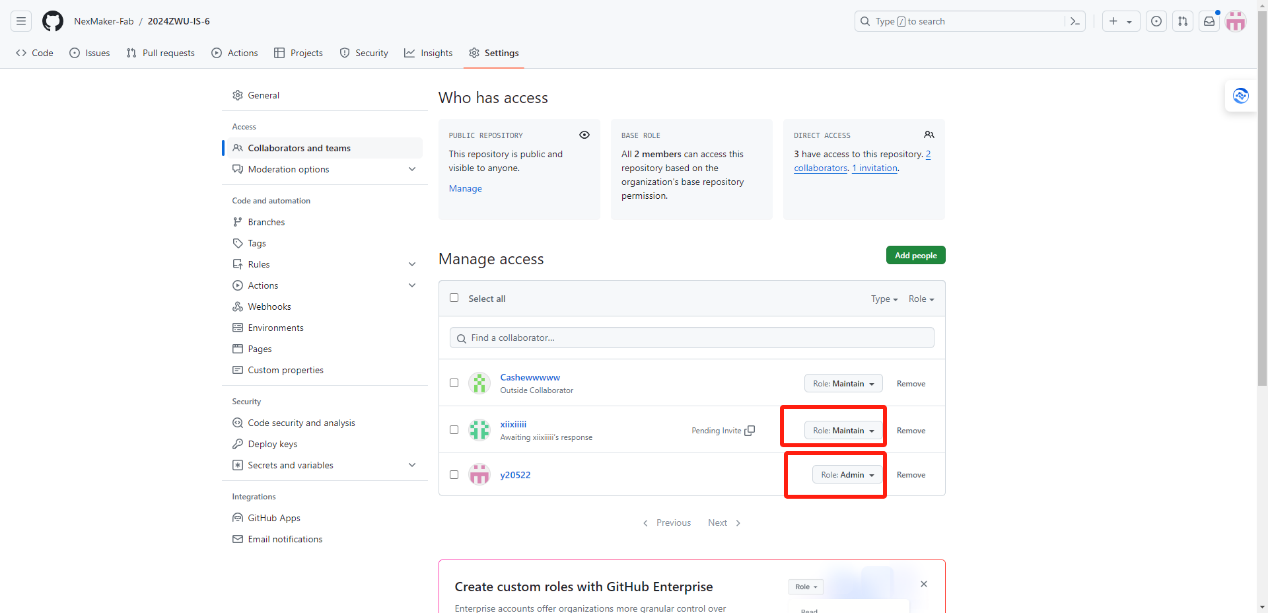 NexMaker-Fab / 2024ZWU-IS-6
Type / to search
Code Issues Pull requests Actions Projects Security Insights Settings
General
Access
Collaborators and teams
Moderation options
Code and automation
Branches
Tags
Rules
Actions
Webhooks
Environments
Pages
Custom properties
Security
Code security and analysis
Deploy keys
Secrets and variables
Integrations
GitHub Apps
Email notifications
Who has access
PUBLIC REPOSITORY
This repository is public and
visible to anyone.
Manage
BASE ROLE
All 2 members can access this
repository based on the
organization's base repository
permission.
DIRECT ACCESS
3 have access to this repository. 2
collaborators. 1 invitation.
Manage access
Add people
Select all
Type Role
Find a collaborator...
Cashewwwww
Outside Collaborator
Role: Maintain Remove
xiixiiiii
Awaiting xiixiiiii's response
Pending Invite
Role: Maintain Remove
y20522
Role: Admin Remove
Previous Next
Create custom roles with GitHub Enterprise
Enterprise accounts offer organizations more granular control over
Role
Read